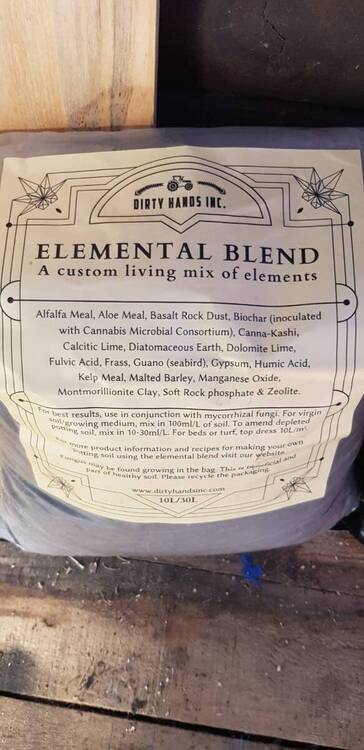 DIRTY HANDS INC.
ELEMENTAL BLEND
A custom living mix of elements
Alfalfa Meal, Aloe Meal, Basalt Rock Dust, Biochar (inoculated
with Cannabis Microbial Consortium), Canna-Kashi,
Calcitic Lime, Diatomaceous Earth, Dolomite Lime,
Fulvic Acid, Frass, Guano (seabird), Gypsum, Humic Acid,
Kelp Meal, Malted Barley, Manganese Oxide,
Montmorillionite Clay, Soft Rock phosphate & Zeolite.
For best results, use in conjunction with mycorrhizal fungi. For virgin
soil/growing medium, mix in 100ml/L of soil. To amend depleted
potting soil, mix in 10-30ml/L. For beds or turf, top dress 10L/m².
For more product information and recipes for making your own
potting soil using the elemental blend visit our website.
Fungus may be found growing in the bag. This is beneficial and
part of healthy soil. Please recycle the packaging.
www.dirtyhandsinc.com
10L/30L